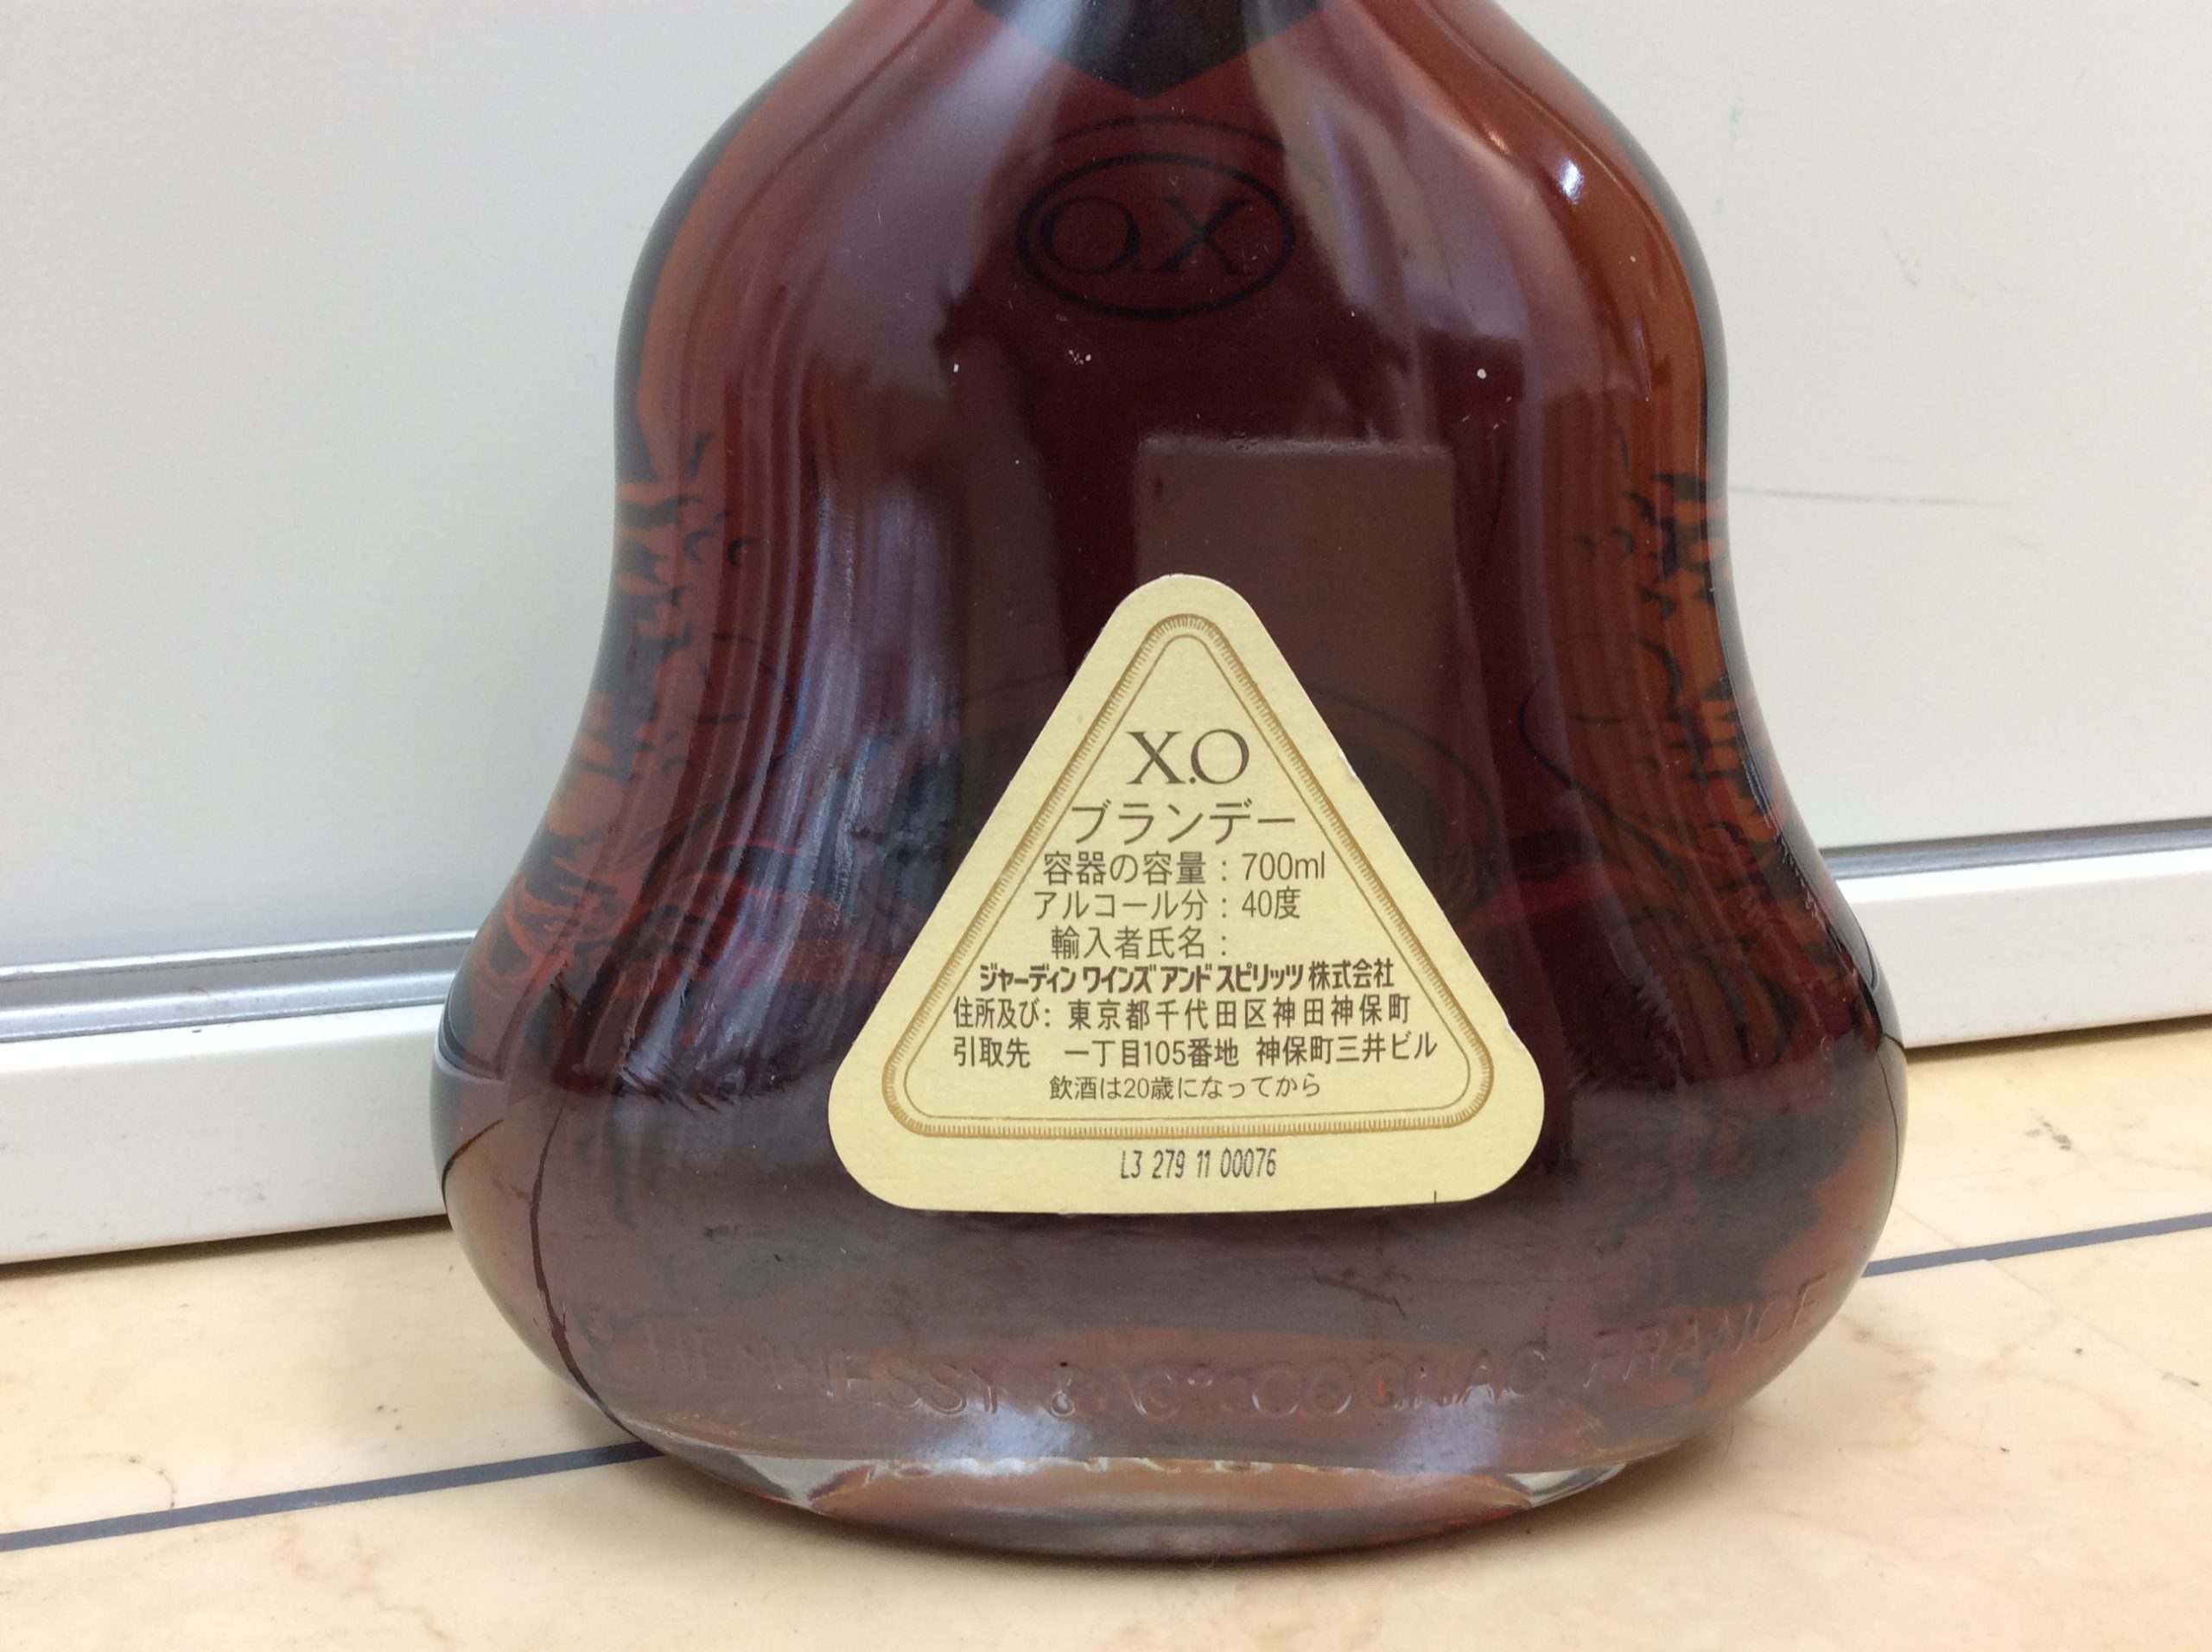 X.O
X.O
ブランデー
容器の容量：700ml
アルコール分：40度
輸入者氏名：
ジャーディン ワインズ アンド スピリッツ 株式会社
住所及び：東京都千代田区神田神保町
引取先　一丁目105番地 神保町三井ビル
飲酒は20歳になってから
L3 279 11 00076
HENNESSY & Co COGNAC FRANCE